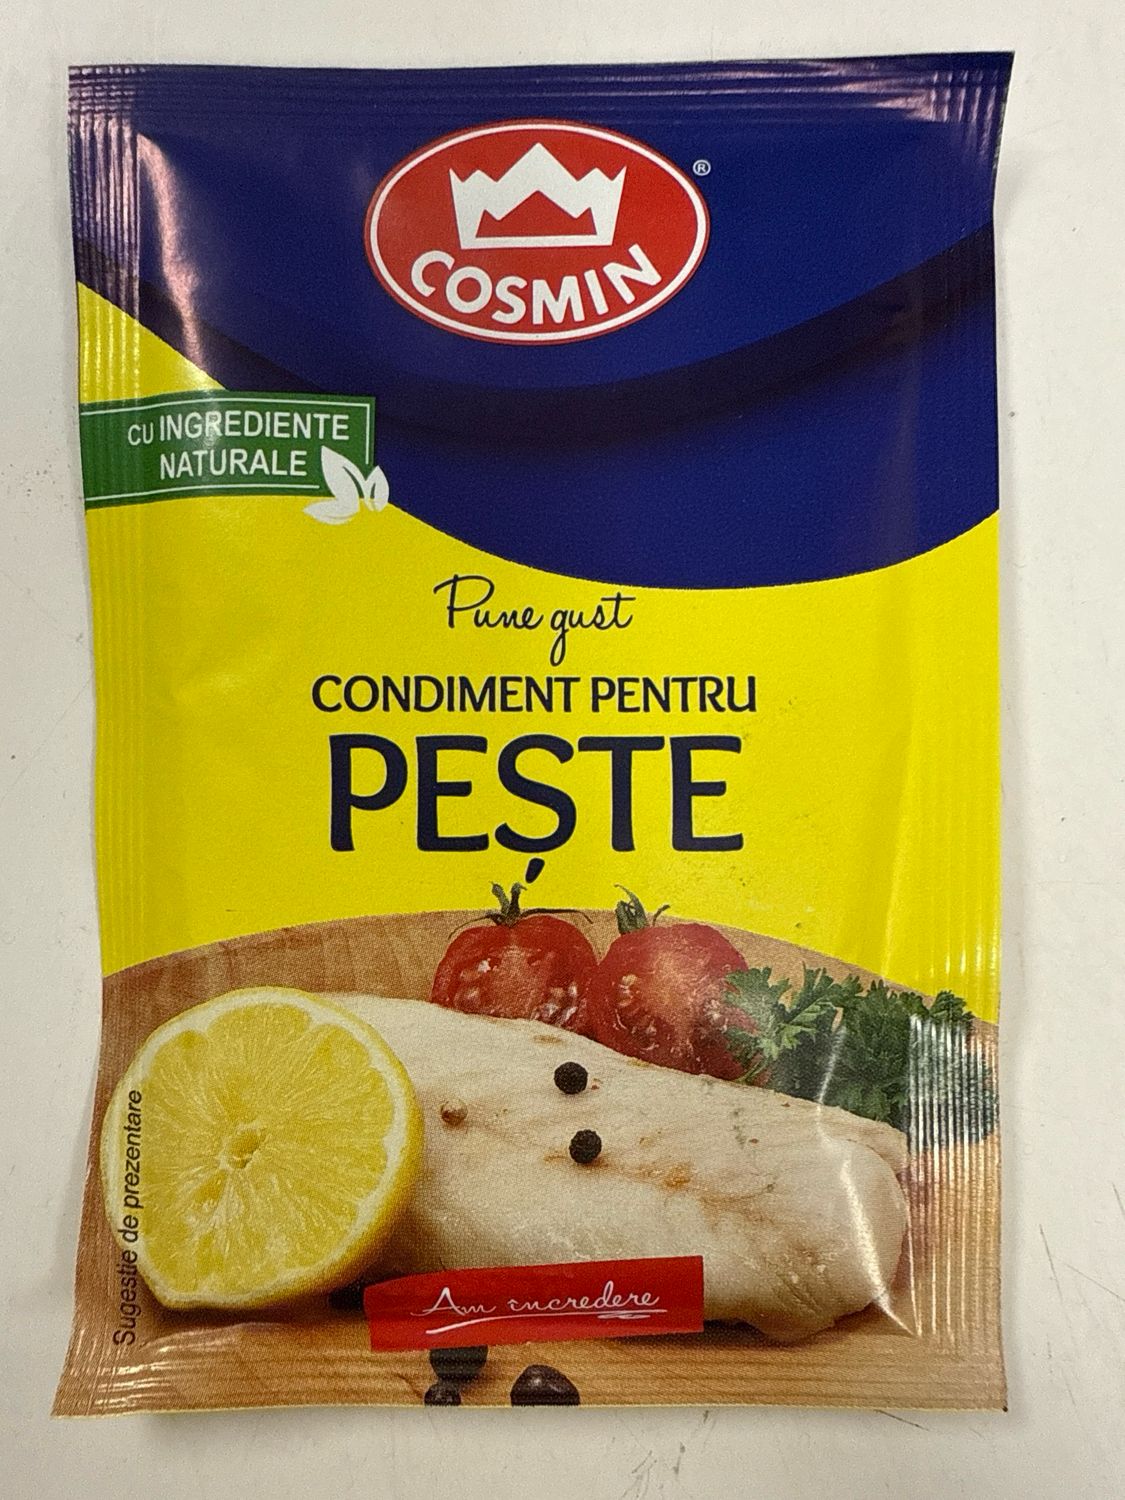 COSMIN
®
CU INGREDIENTE
NATURALE
Pune gust
CONDIMENT PENTRU
PEȘTE
Sugestie de prezentare
Am încredere